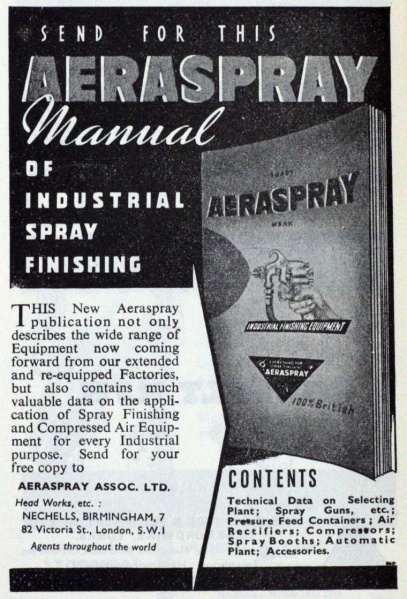 SEND FOR THIS
AERASPRAY
Manual
OF
INDUSTRIAL
SPRAY
FINISHING
TRADE
AERASPRAY
MARK
INDUSTRIAL FINISHING EQUIPMENT
AERASPRAY
100% British
THIS New Aeraspray
publication not only
describes the wide range of
Equipment now coming
forward from our extended
and re-equipped Factories,
but also contains much
valuable data on the appli-
cation of Spray Finishing
and Compressed Air Equip-
ment for every Industrial
purpose. Send for your
free copy to
AERASPRAY ASSOC. LTD.
Head Works, etc. :
NECHELLS, BIRMINGHAM, 7
82 Victoria St., London, S.W.1
Agents throughout the world
CONTENTS
Technical Data on Selecting
Plant; Spray Guns, etc.;
Pressure Feed Containers ; Air
Rectifiers; Compressors;
Spray Booths; Automatic
Plant; Accessories.